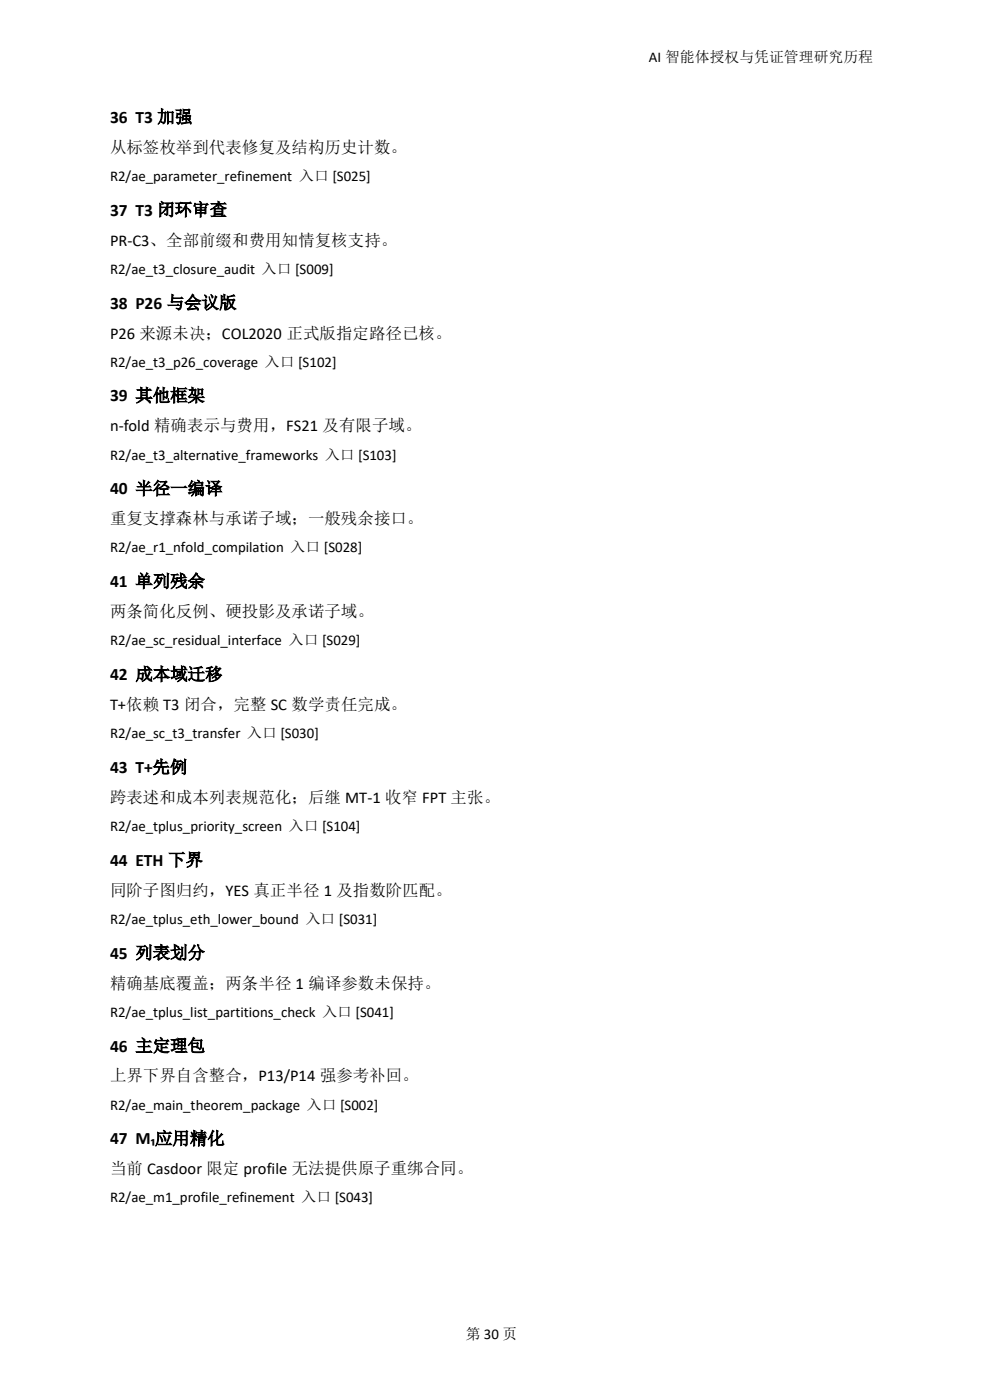 AI 智能体授权与凭证管理研究历程
36 T3 加强
从标签枚举到代表修复及结构历史计数。
R2/ae_parameter_refinement 入口 [S025]
37 T3 闭环审查
PR-C3、全部前缀和费用知情复核支持。
R2/ae_t3_closure_audit 入口 [S009]
38 P26 与会议版
P26 来源未决；COL2020 正式版指定路径已核。
R2/ae_t3_p26_coverage 入口 [S102]
39 其他框架
n-fold 精确表示与费用，FS21 及有限子域。
R2/ae_t3_alternative_frameworks 入口 [S103]
40 半径一编译
重复支撑森林与承诺子域；一般残余接口。
R2/ae_r1_nfold_compilation 入口 [S028]
41 单列残余
两条简化反例、硬投影及承诺子域。
R2/ae_sc_residual_interface 入口 [S029]
42 成本域迁移
T+依赖 T3 闭合，完整 SC 数学责任完成。
R2/ae_sc_t3_transfer 入口 [S030]
43 T+先例
跨表述和成本列表规范化；后继 MT-1 收窄 FPT 主张。
R2/ae_tplus_priority_screen 入口 [S104]
44 ETH 下界
同阶子图归约，YES 真正半径 1 及指数阶匹配。
R2/ae_tplus_eth_lower_bound 入口 [S031]
45 列表划分
精确基底覆盖；两条半径 1 编译参数未保持。
R2/ae_tplus_list_partitions_check 入口 [S041]
46 主定理包
上界下界自含整合，P13/P14 强参考补回。
R2/ae_main_theorem_package 入口 [S002]
47 M₁应用精化
当前 Casdoor 限定 profile 无法提供原子重绑合同。
R2/ae_m1_profile_refinement 入口 [S043]
第 30 页